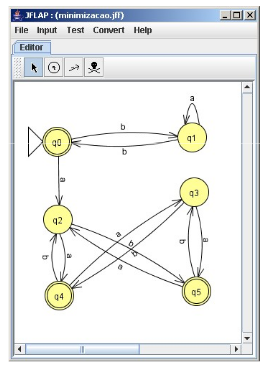 JFLAP : (minimizacao.jff)
File Input Test Convert Help
Editor
a
b
q0
q1
b
a
q3
q2
a
b
b
a
b
a
a
b
q4
q5